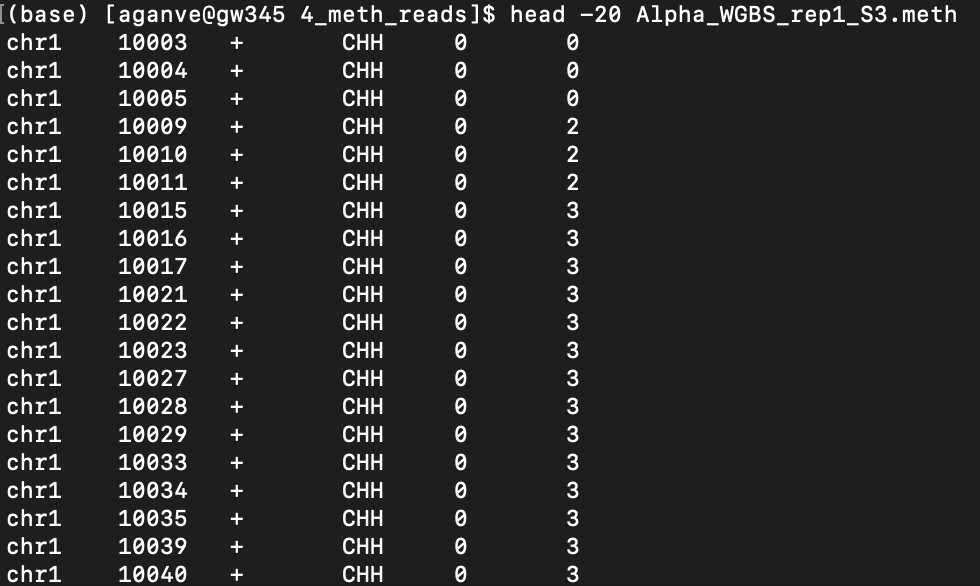 [(base) [aganve@gw345 4_meth_reads]$ head -20 Alpha_WGBS_rep1_S3.meth
chr1 10003 + CHH 0 0
chr1 10004 + CHH 0 0
chr1 10005 + CHH 0 0
chr1 10009 + CHH 0 2
chr1 10010 + CHH 0 2
chr1 10011 + CHH 0 2
chr1 10015 + CHH 0 3
chr1 10016 + CHH 0 3
chr1 10017 + CHH 0 3
chr1 10021 + CHH 0 3
chr1 10022 + CHH 0 3
chr1 10023 + CHH 0 3
chr1 10027 + CHH 0 3
chr1 10028 + CHH 0 3
chr1 10029 + CHH 0 3
chr1 10033 + CHH 0 3
chr1 10034 + CHH 0 3
chr1 10035 + CHH 0 3
chr1 10039 + CHH 0 3
chr1 10040 + CHH 0 3